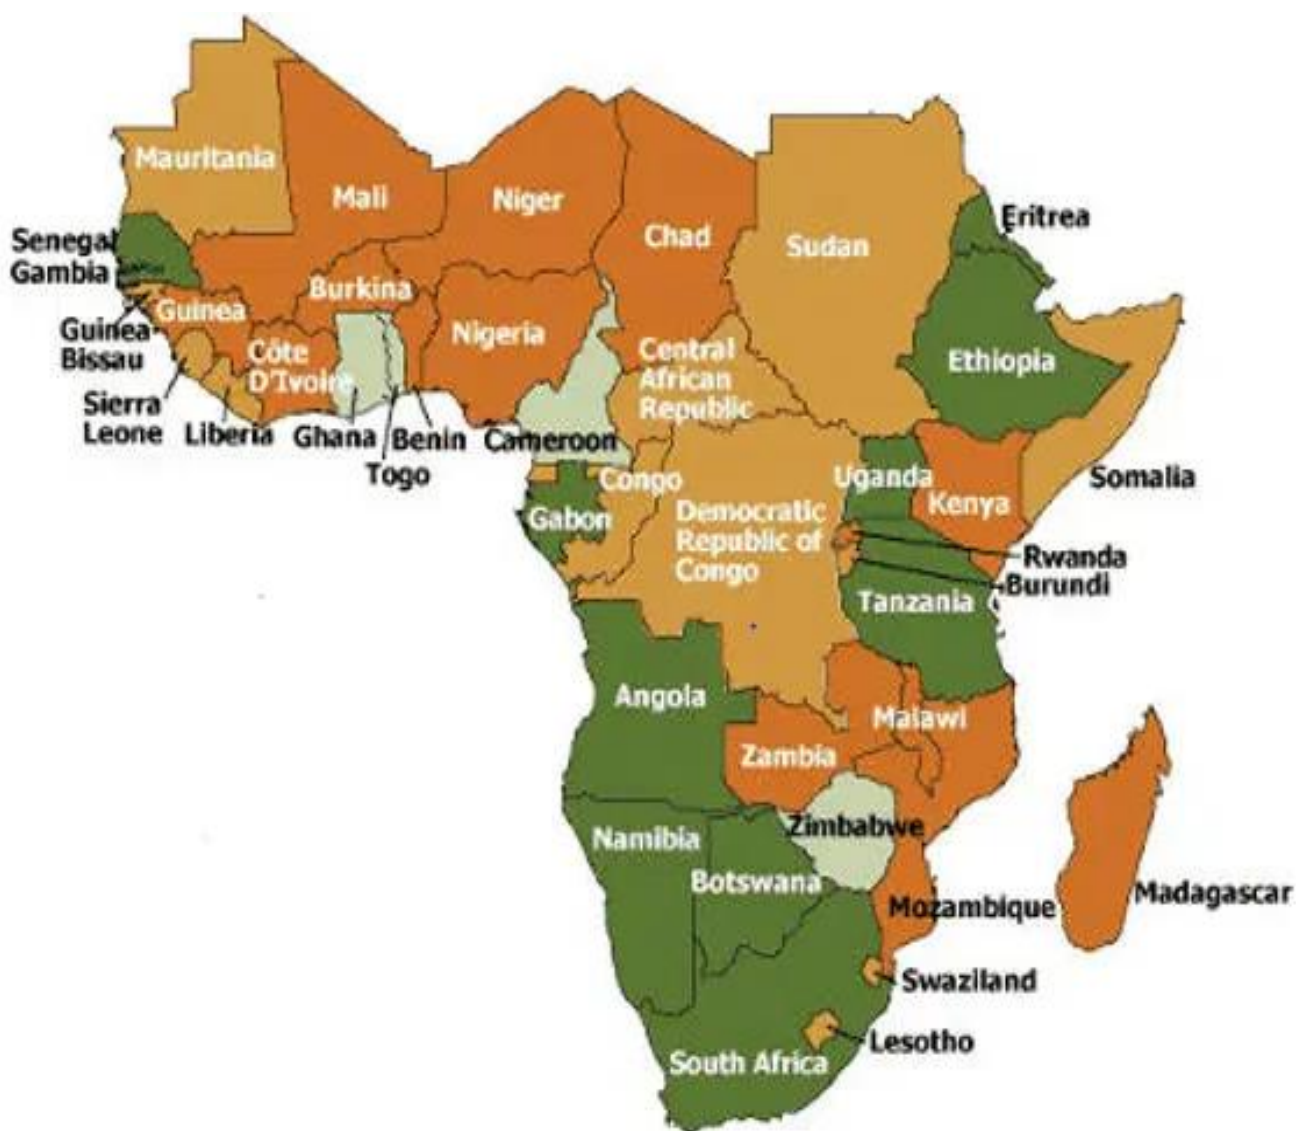 Mauritania
Mali
Niger
Chad
Sudan
Eritrea
Senegal
Gambia
Burkina
Guinea
Nigeria
Guinea-
Bissau
Côte
D'Ivoire
Central
African
Republic
Ethiopia
Sierra
Leone
Liberia
Ghana
Benin
Cameroon
Togo
Congo
Uganda
Kenya
Somalia
Gabon
Democratic
Republic of
Congo
Rwanda
Burundi
Tanzania
Angola
Malawi
Zambia
Zimbabwe
Namibia
Botswana
Mozambique
Madagascar
Swaziland
Lesotho
South Africa